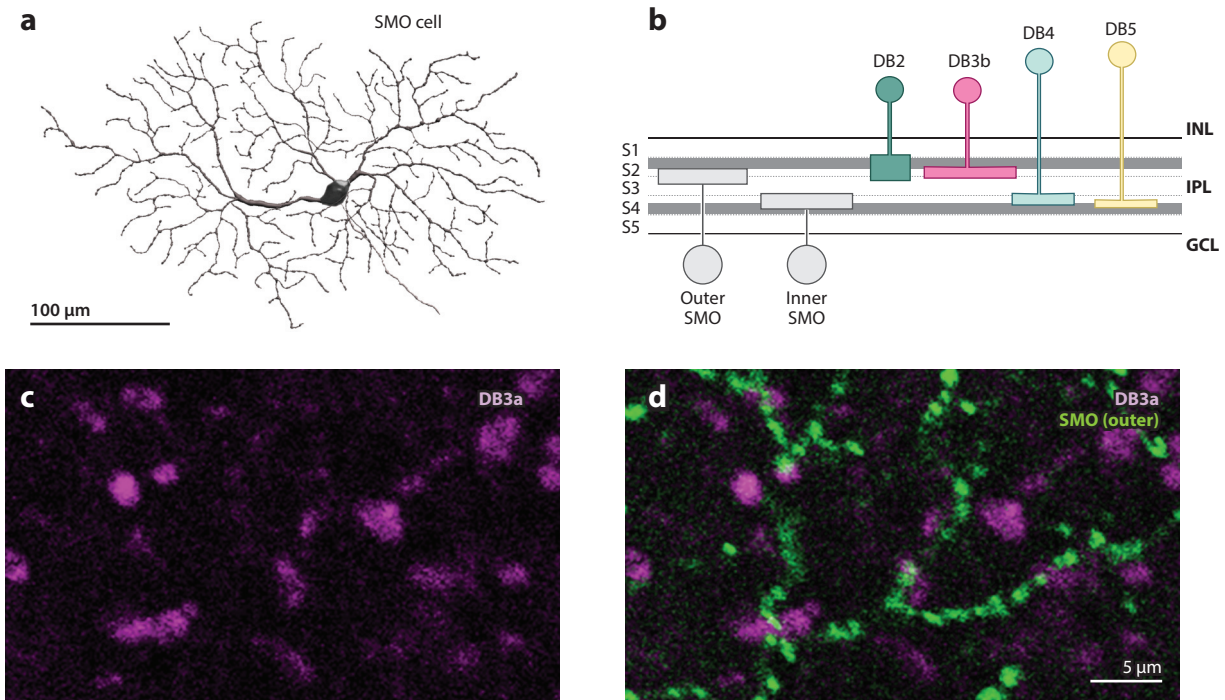 a
SMO cell
100 µm
b
DB2
DB3b
DB4
DB5
INL
S1
S2
S3
IPL
S4
S5
GCL
Outer
SMO
Inner
SMO
c
DB3a
d
DB3a
SMO (outer)
5 µm